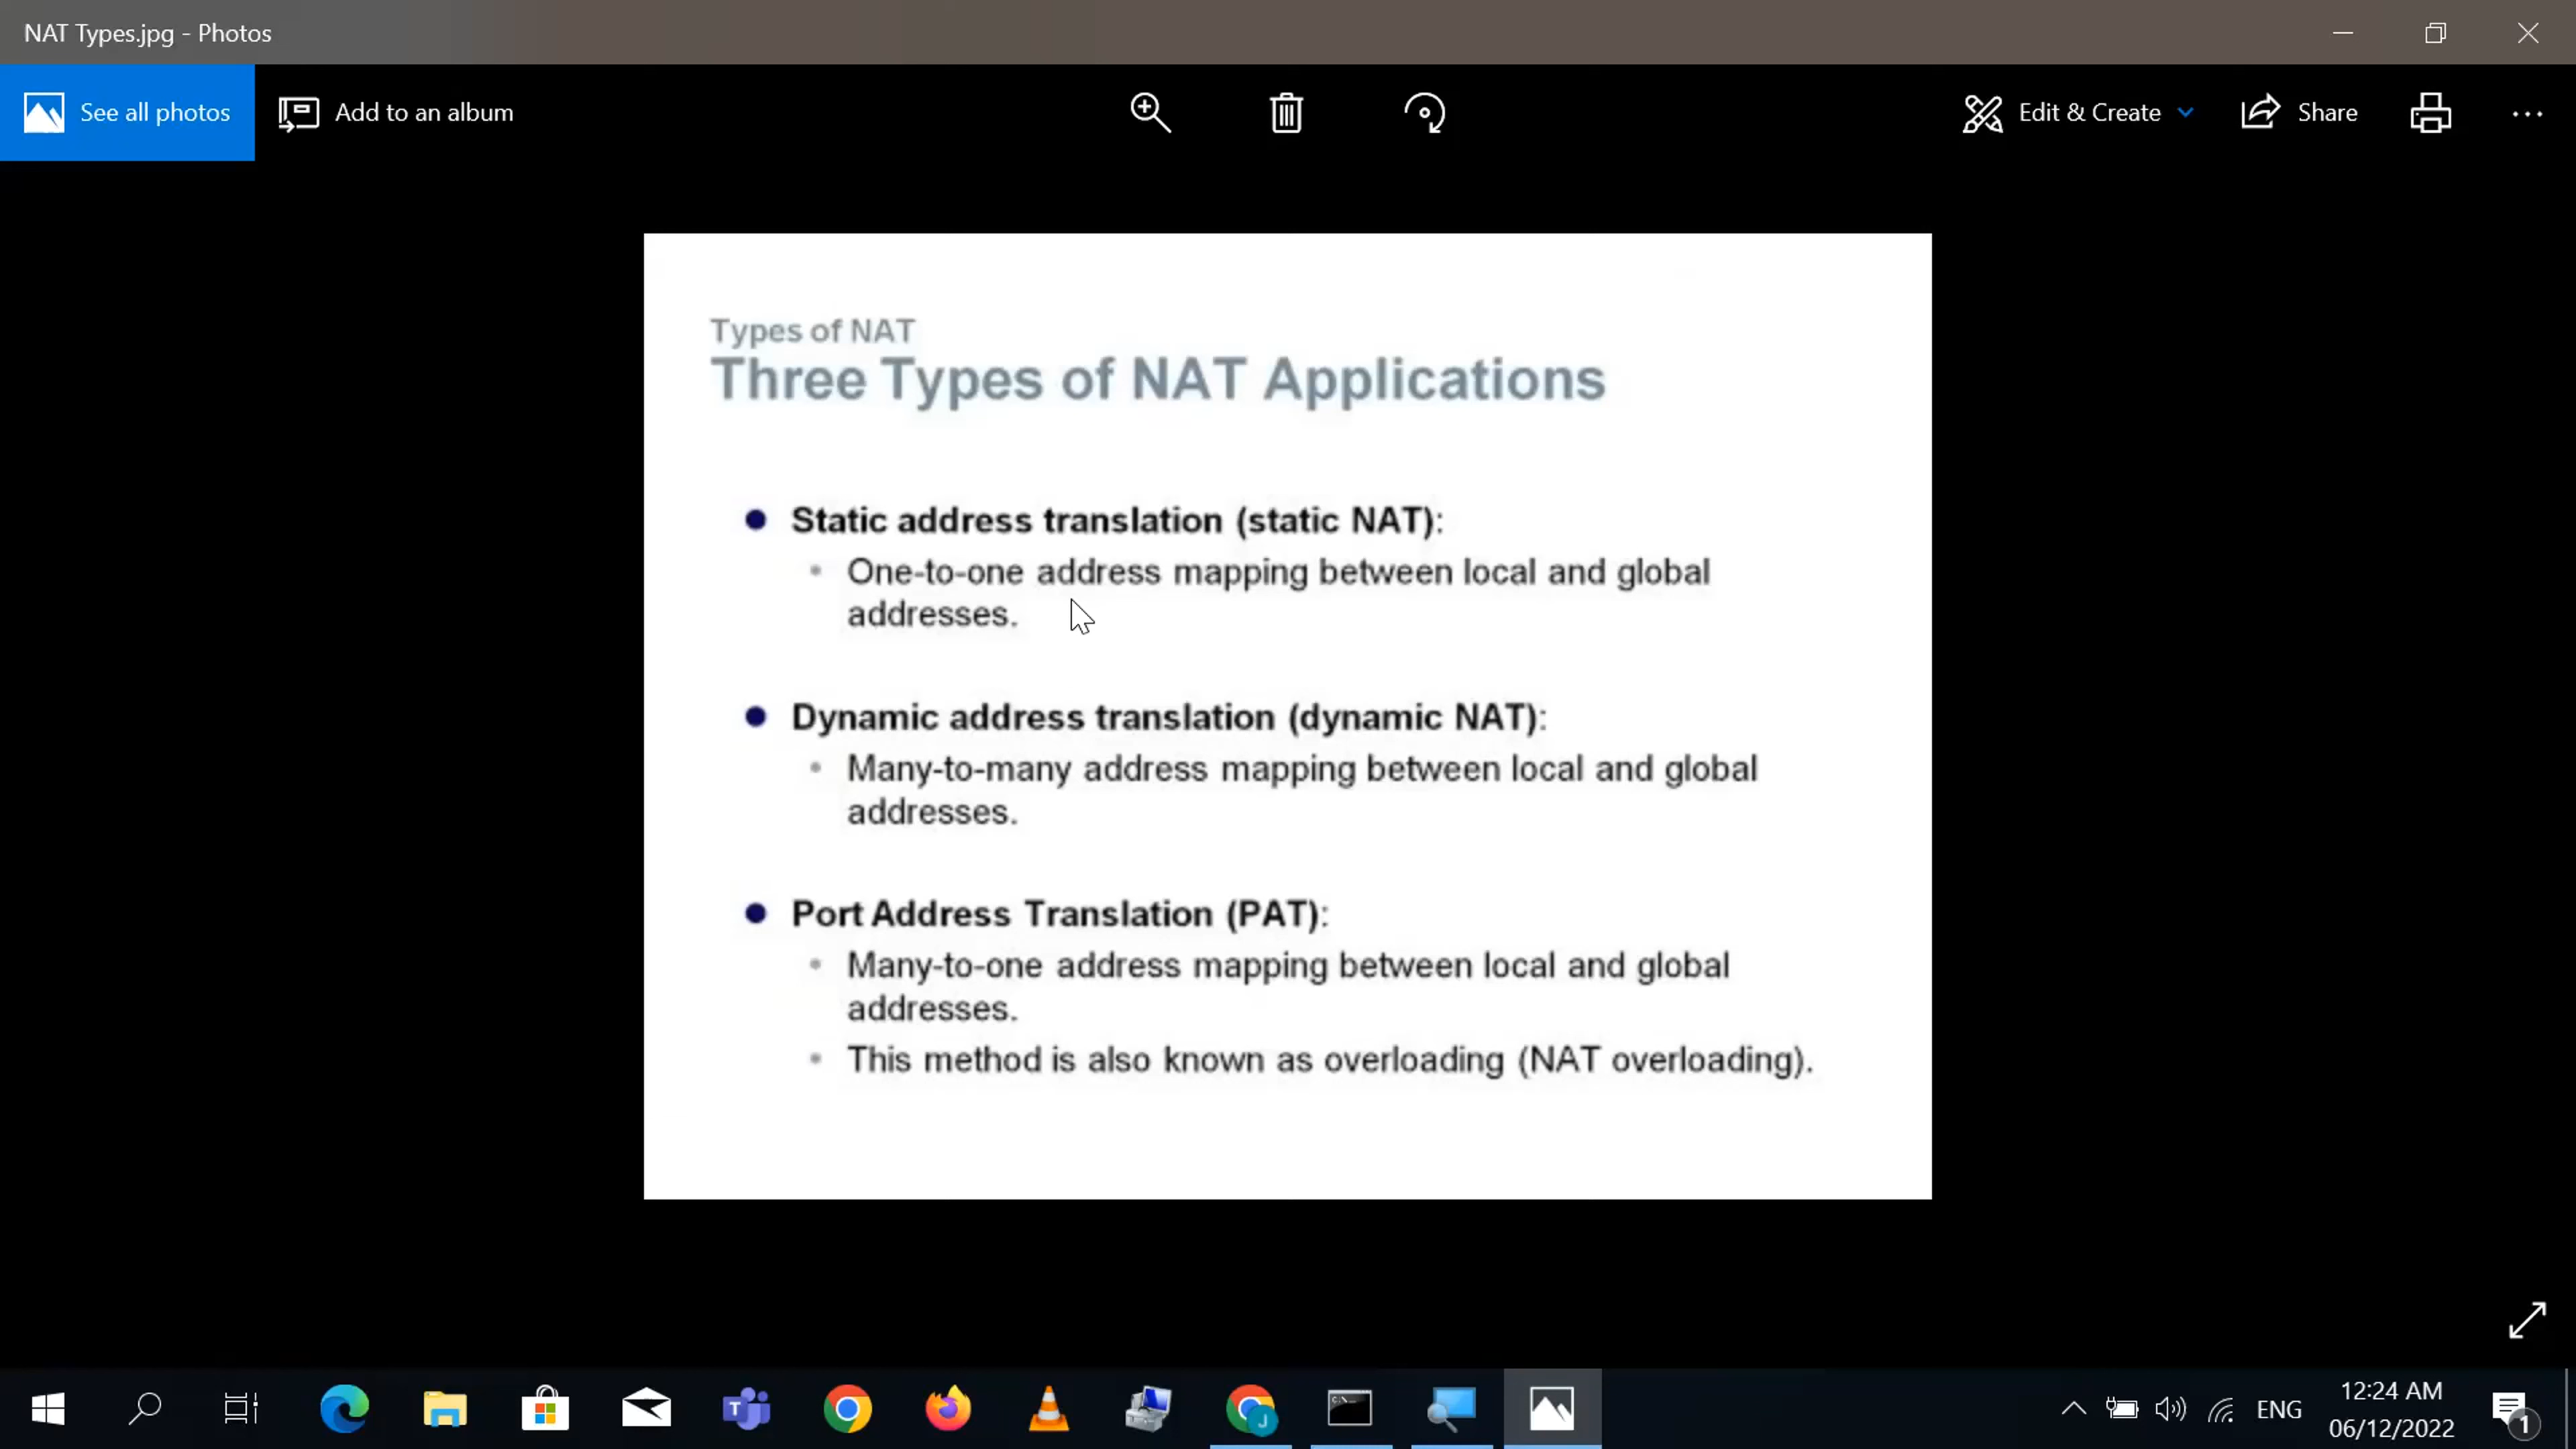 NAT Types.jpg - Photos
See all photos
Add to an album
Edit & Create
Share
Types of NAT
Three Types of NAT Applications
Static address translation (static NAT):
One-to-one address mapping between local and global
addresses.
Dynamic address translation (dynamic NAT):
Many-to-many address mapping between local and global
addresses.
Port Address Translation (PAT):
Many-to-one address mapping between local and global
addresses.
This method is also known as overloading (NAT overloading).
ENG
12:24 AM
06/12/2022
1
T
J
C:\_